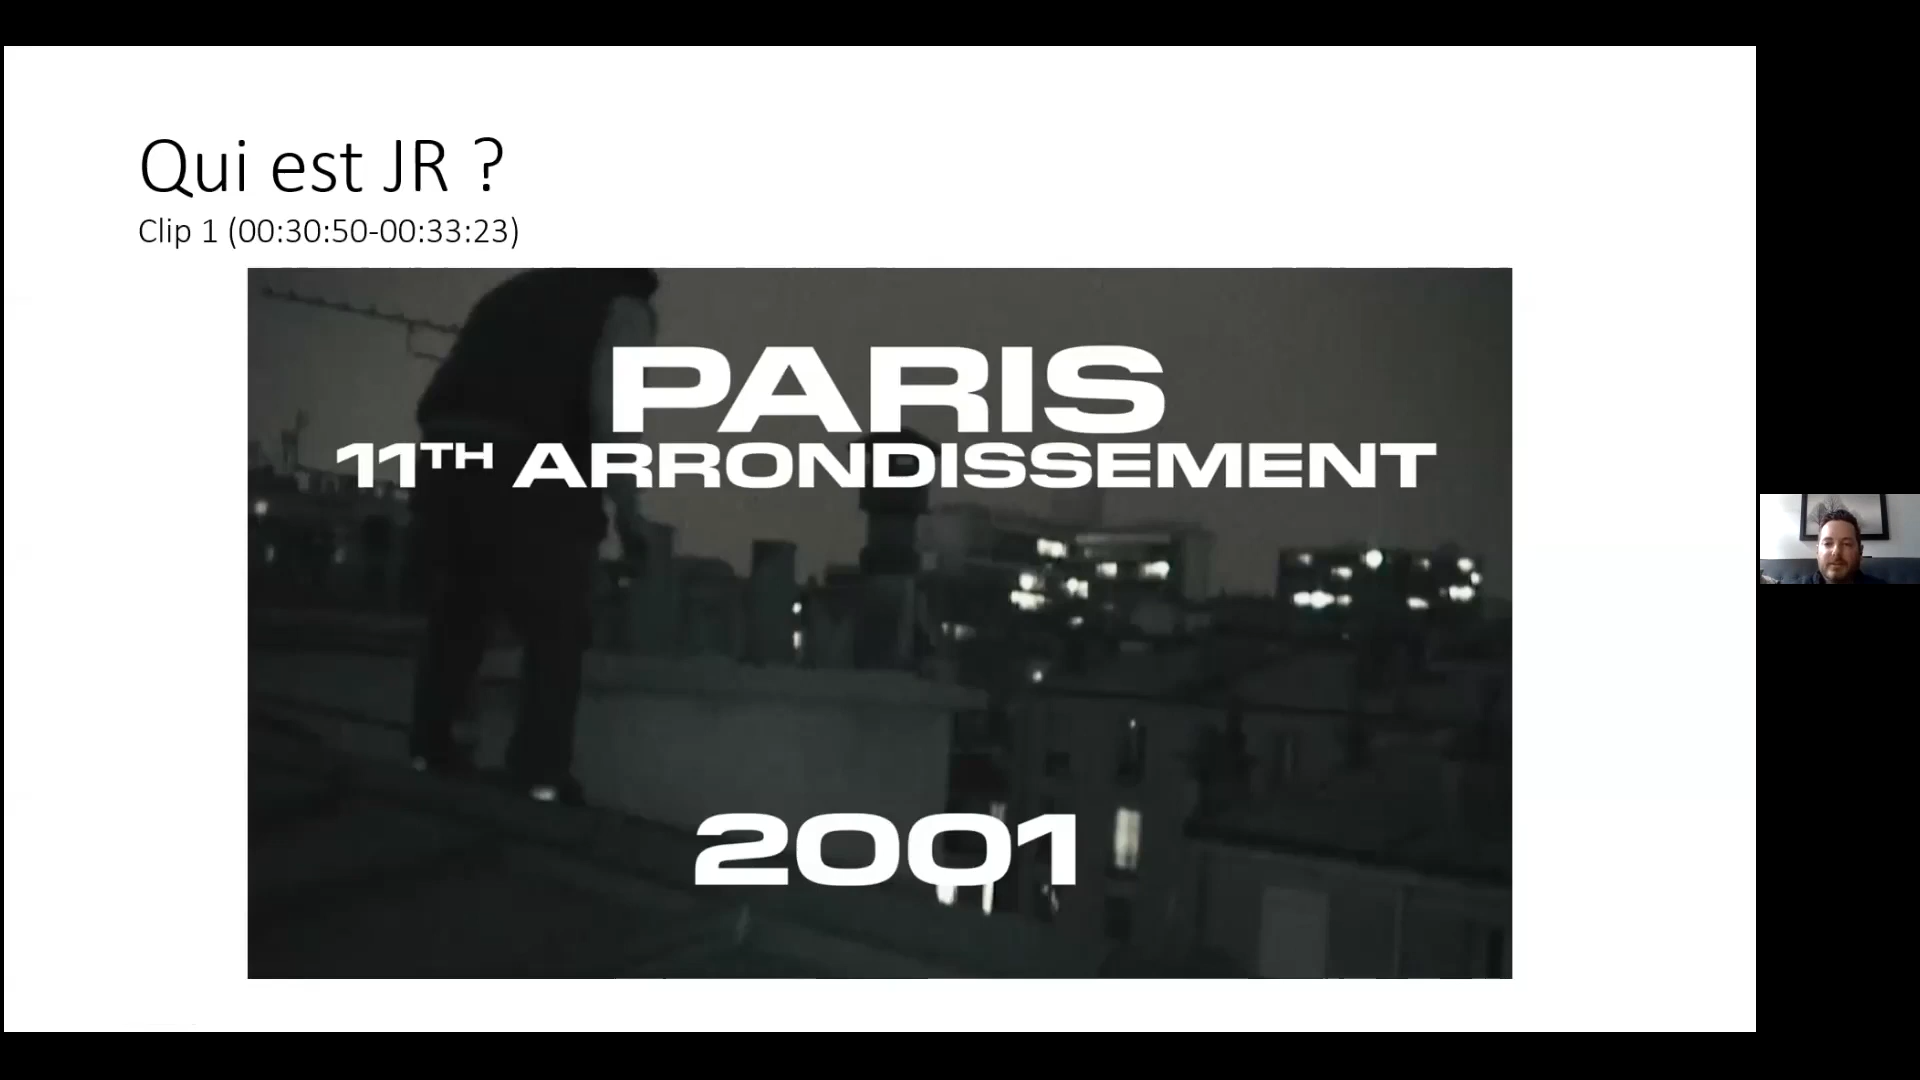 Qui est JR ?
Clip 1 (00:30:50-00:33:23)
PARIS
11TH ARRONDISSEMENT
2001